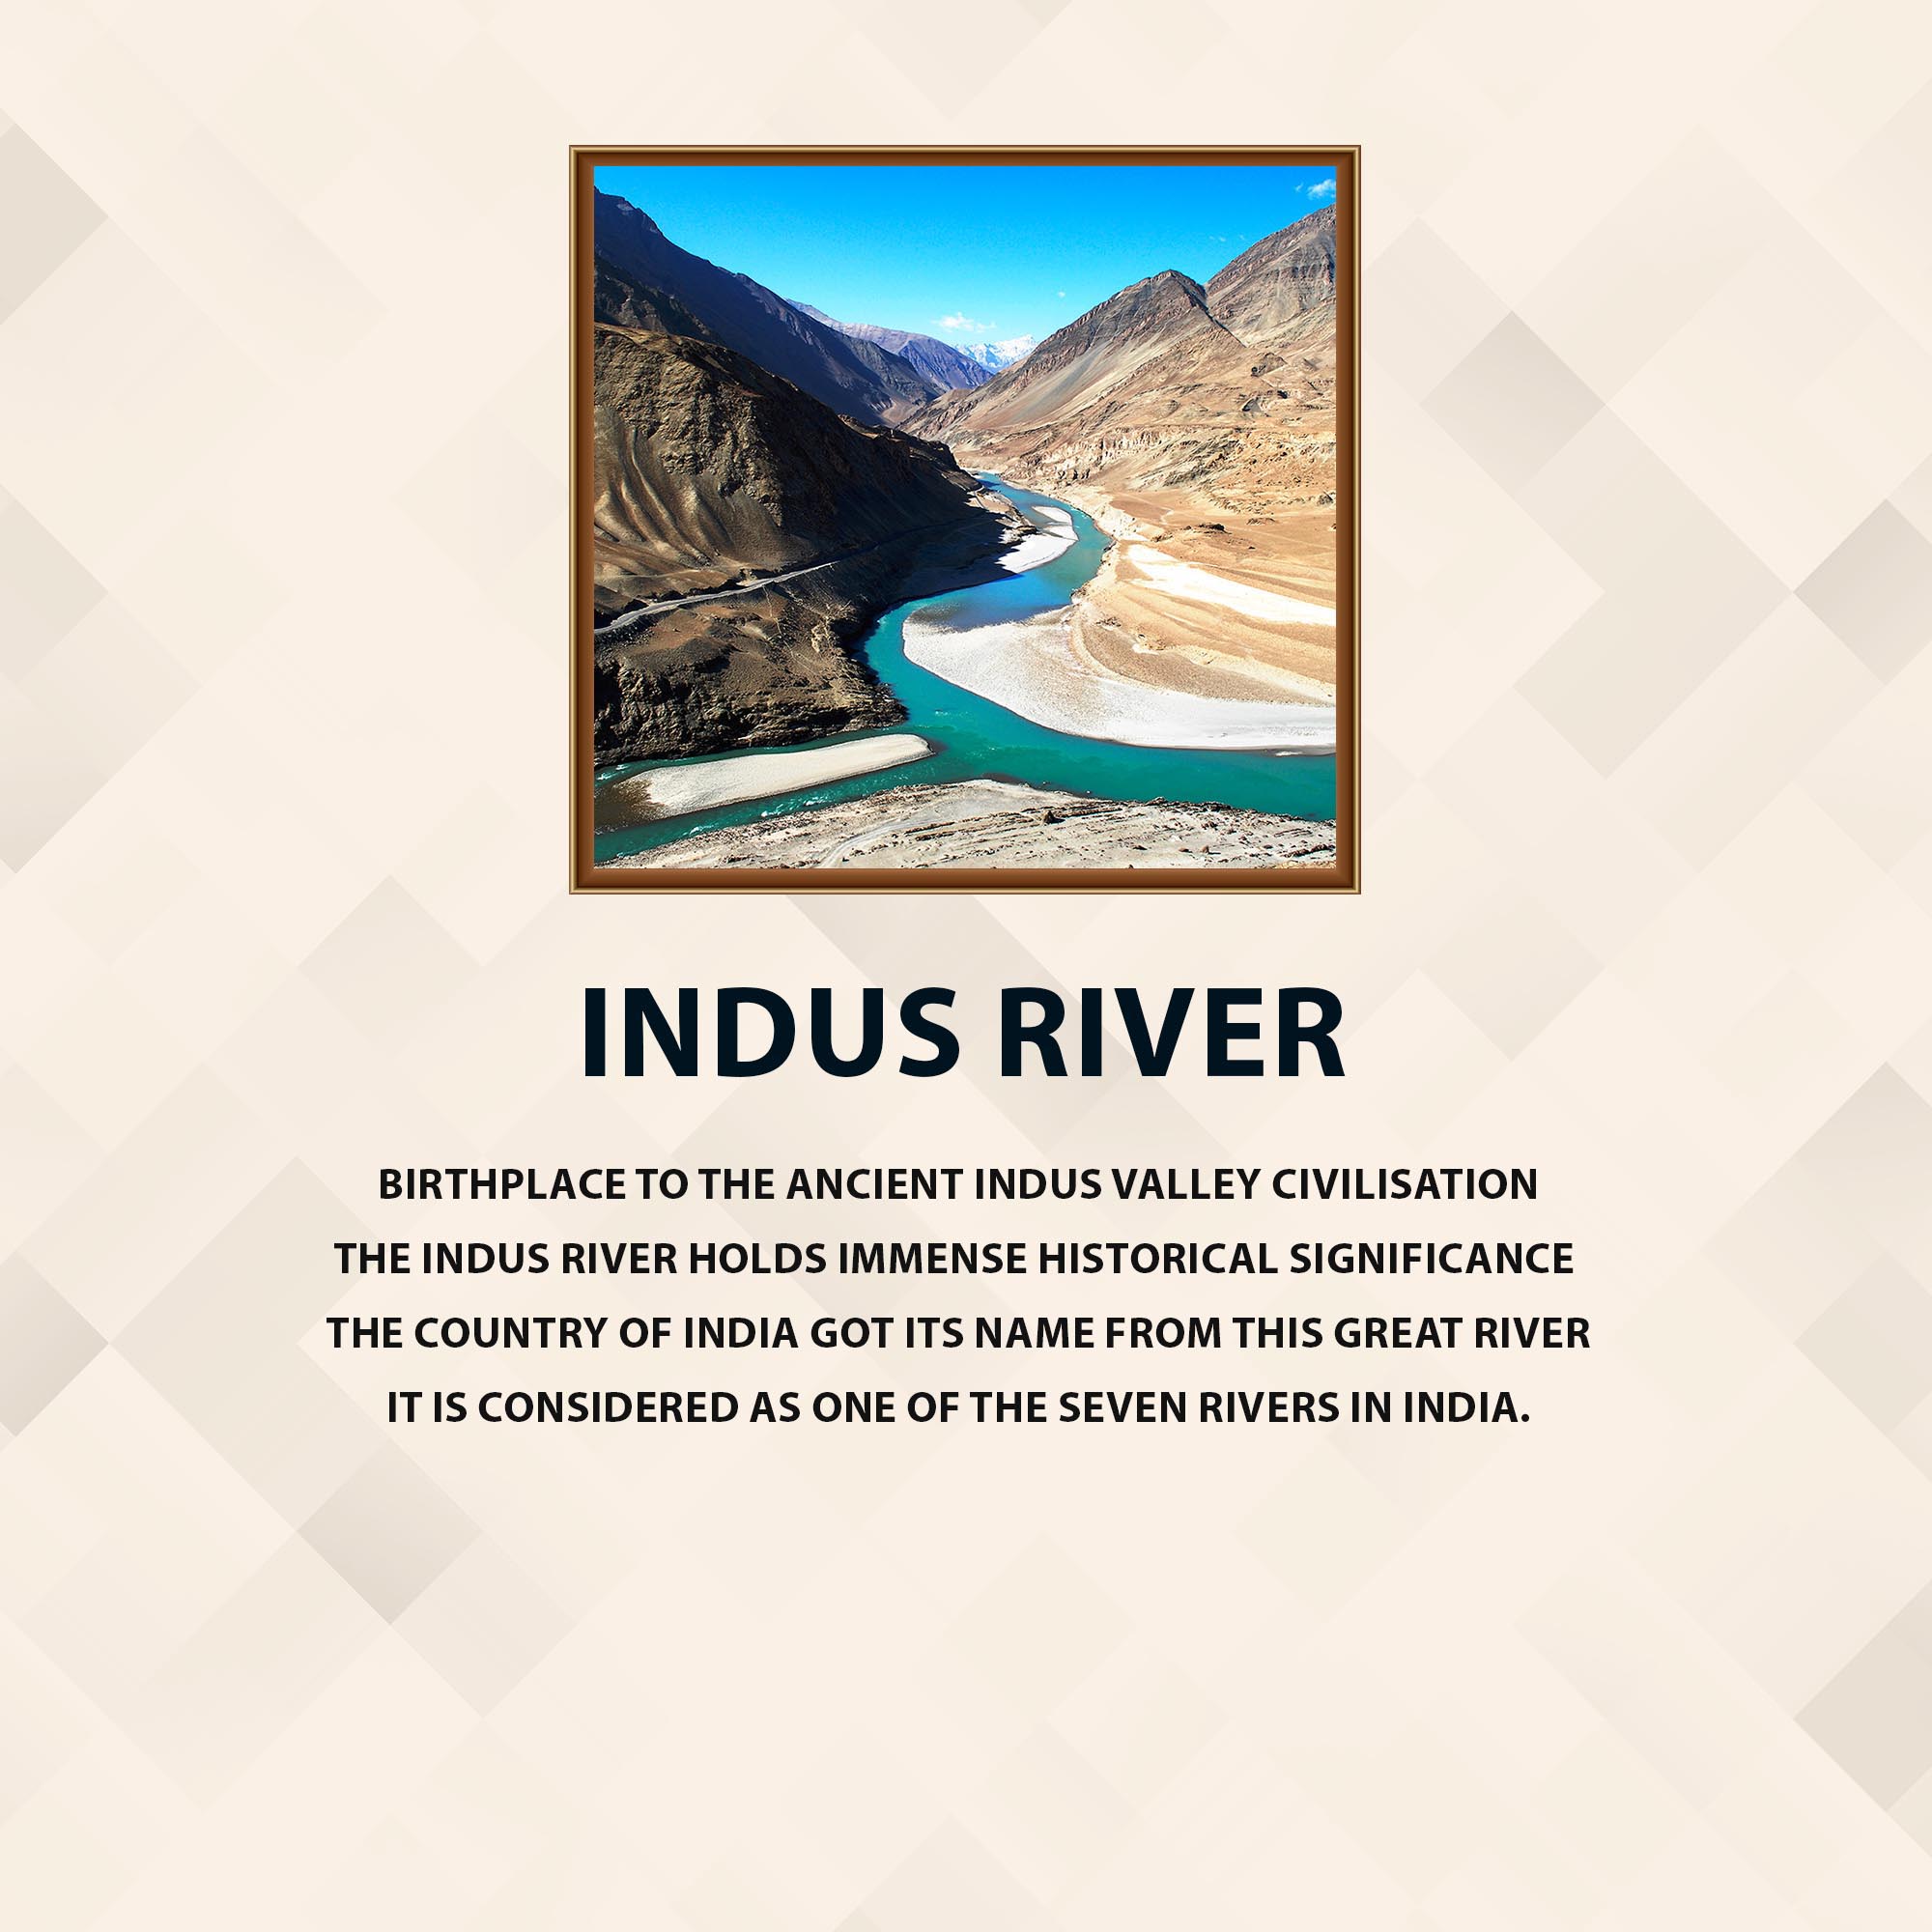 INDUS RIVER
BIRTHPLACE TO THE ANCIENT INDUS VALLEY CIVILISATION
THE INDUS RIVER HOLDS IMMENSE HISTORICAL SIGNIFICANCE
THE COUNTRY OF INDIA GOT ITS NAME FROM THIS GREAT RIVER
IT IS CONSIDERED AS ONE OF THE SEVEN RIVERS IN INDIA.